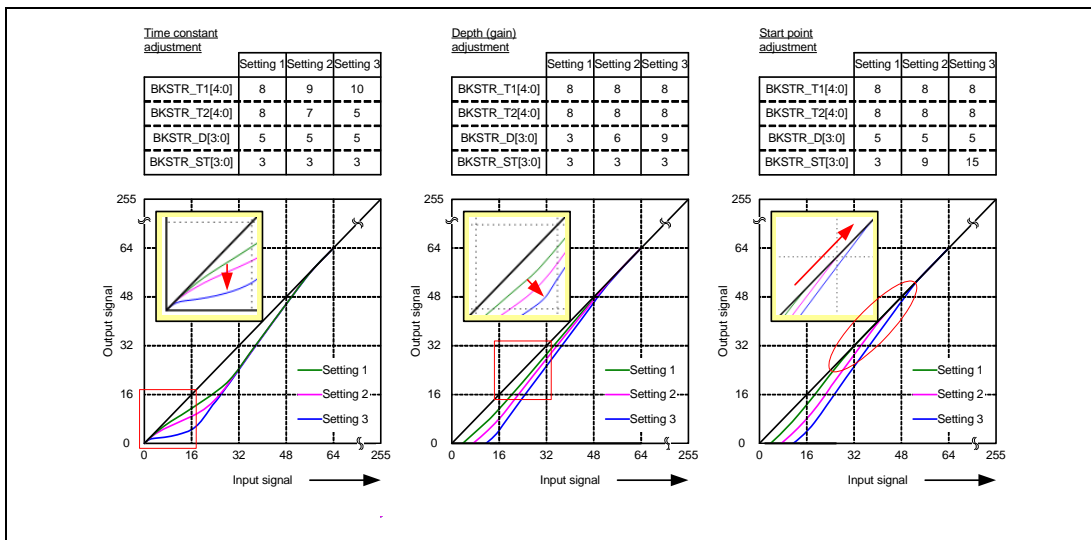 Time constant
adjustment
Setting 1 Setting 2 Setting 3
BKSTR_T1[4:0] 8 9 10
BKSTR_T2[4:0] 8 7 5
BKSTR_D[3:0] 5 5 5
BKSTR_ST[3:0] 3 3 3
255
64
48
32
16
0
Output signal
Setting 1
Setting 2
Setting 3
0 16 32 48 64 255
Input signal
Depth (gain)
adjustment
Setting 1 Setting 2 Setting 3
BKSTR_T1[4:0] 8 8 8
BKSTR_T2[4:0] 8 8 8
BKSTR_D[3:0] 3 6 9
BKSTR_ST[3:0] 3 3 3
255
64
48
32
16
0
Output signal
Setting 1
Setting 2
Setting 3
0 16 32 48 64 255
Input signal
Start point
adjustment
Setting 1 Setting 2 Setting 3
BKSTR_T1[4:0] 8 8 8
BKSTR_T2[4:0] 8 8 8
BKSTR_D[3:0] 5 5 5
BKSTR_ST[3:0] 3 9 15
255
64
48
32
16
0
Output signal
Setting 1
Setting 2
Setting 3
0 16 32 48 64 255
Input signal